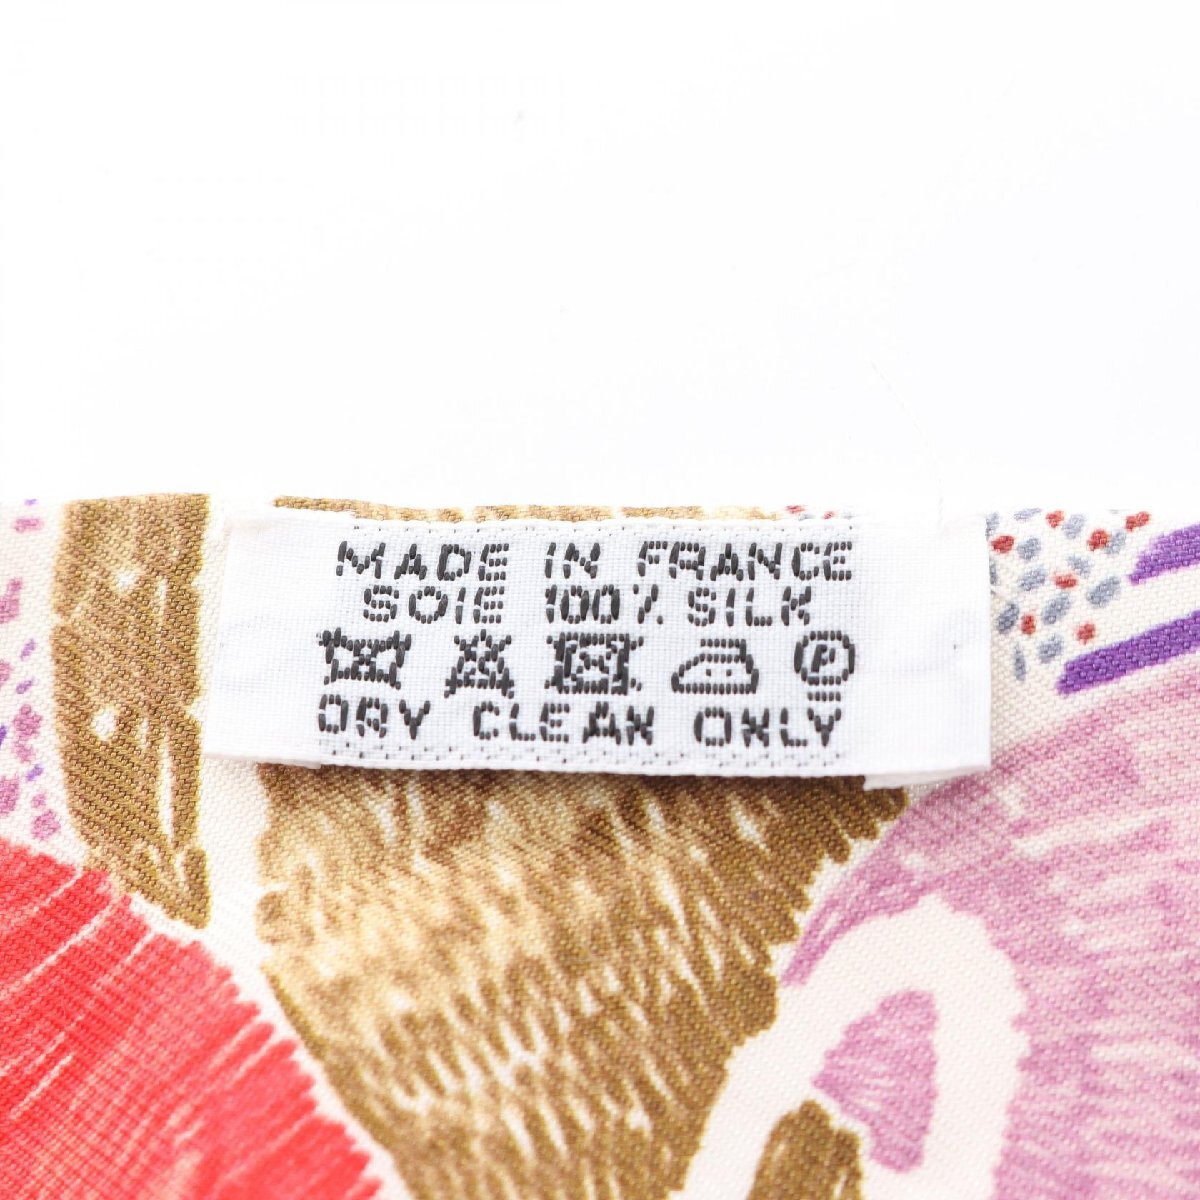 MADE IN FRANCE
SOIE 100% SILK
P
DRY CLEAN ONLY